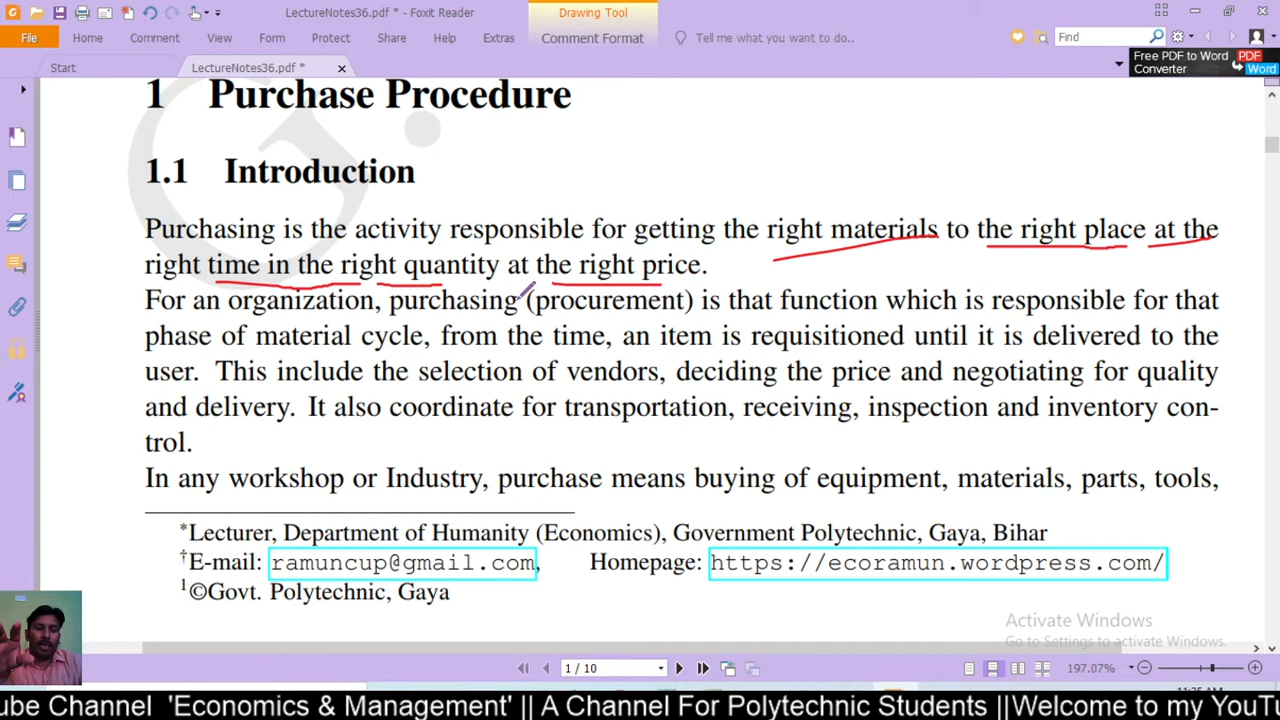 LectureNotes36.pdf * - Foxit Reader
Drawing Tool
File Home Comment View Form Protect Share Help Extras Comment Format Tell me what you want to do.. Find
Start LectureNotes36.pdf *
Free PDF to Word Converter PDF Word
G.
1 Purchase Procedure
1.1 Introduction
Purchasing is the activity responsible for getting the right materials to the right place at the
right time in the right quantity at the right price.
For an organization, purchasing (procurement) is that function which is responsible for that
phase of material cycle, from the time, an item is requisitioned until it is delivered to the
user. This include the selection of vendors, deciding the price and negotiating for quality
and delivery. It also coordinate for transportation, receiving, inspection and inventory con-
trol.
In any workshop or Industry, purchase means buying of equipment, materials, parts, tools,
*Lecturer, Department of Humanity (Economics), Government Polytechnic, Gaya, Bihar
†E-mail: ramuncup@gmail.com, Homepage: https://ecoramun.wordpress.com/
1©Govt. Polytechnic, Gaya
Activate Windows
Go to Settings to activate Windows.
1 / 10 197.07%
ube Channel 'Economics & Management' || A Channel For Polytechnic Students ||Welcome to my YouTu